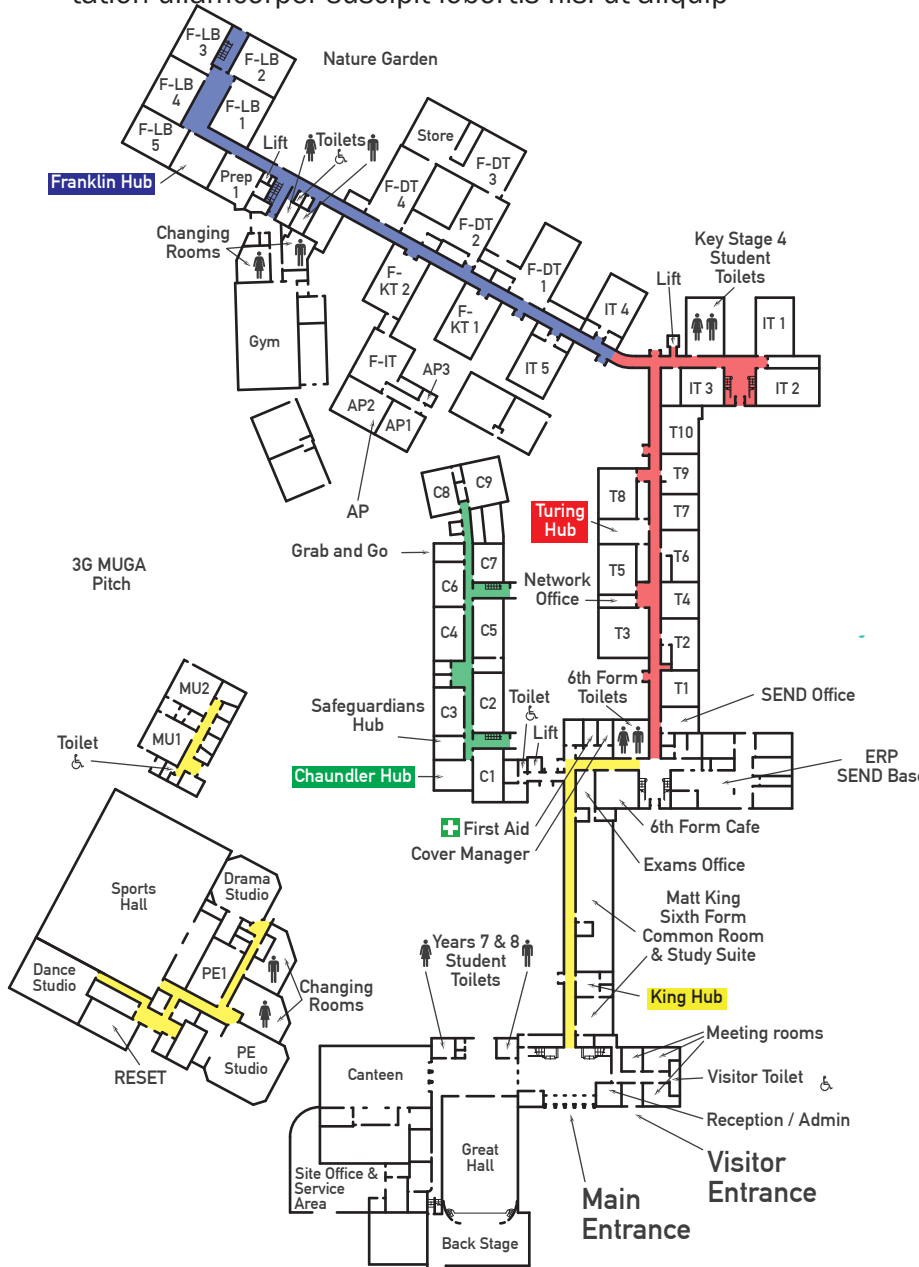 tation ullamcorper suscipit lobortis nisl ut aliquip
F-LB
3
F-LB
2
Nature Garden
F-LB
4
F-LB
1
F-LB
5
Lift
Toilets
Store
F-DT
3
Franklin Hub
Prep
1
F-DT
4
F-DT
2
Changing
Rooms
F-
KT 2
F-DT
1
Key Stage 4
Student
Toilets
Lift
IT 4
IT 1
Gym
F-
KT 1
F-IT
AP3
IT 5
IT 3
IT 2
AP2
AP1
T10
C8
C9
T9
AP
T8
Turing
Hub
T7
Grab and Go
C7
T6
3G MUGA
Pitch
C6
Network
Office
T5
T4
C4
C5
T3
T2
MU2
6th Form
Toilets
T1
SEND Office
Safeguardians
Hub
C3
C2
Toilet
Lift
MU1
Toilet
Chaundler Hub
C1
ERP
SEND Base
First Aid
6th Form Cafe
Cover Manager
Exams Office
Sports
Hall
Drama
Studio
Matt King
Sixth Form
Common Room
& Study Suite
Years 7 & 8
Student
Toilets
Dance
Studio
PE1
Changing
Rooms
King Hub
PE
Studio
RESET
Meeting rooms
Canteen
Visitor Toilet
Reception / Admin
Great
Hall
Visitor
Entrance
Site Office &
Service
Area
Main
Entrance
Back Stage